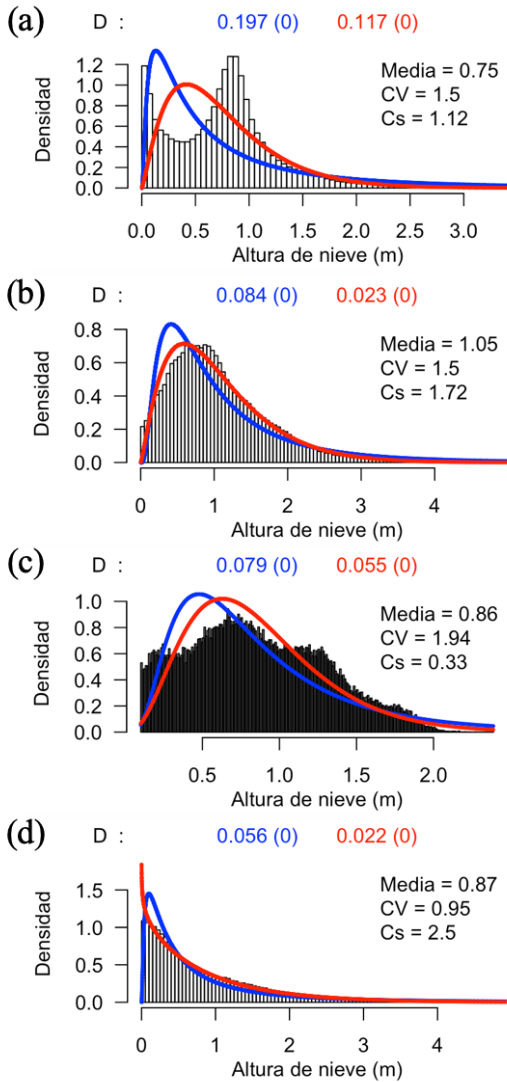 (a) D : 0.197 (0) 0.117 (0)
Media = 0.75
CV = 1.5
Cs = 1.12
Densidad
0.0 0.2 0.4 0.6 0.8 1.0 1.2
0.0 0.5 1.0 1.5 2.0 2.5 3.0
Altura de nieve (m)
(b) D : 0.084 (0) 0.023 (0)
Media = 1.05
CV = 1.5
Cs = 1.72
Densidad
0.0 0.2 0.4 0.6 0.8
0 1 2 3 4
Altura de nieve (m)
(c) D : 0.079 (0) 0.055 (0)
Media = 0.86
CV = 1.94
Cs = 0.33
Densidad
0.0 0.2 0.4 0.6 0.8 1.0
0.5 1.0 1.5 2.0
Altura de nieve (m)
(d) D : 0.056 (0) 0.022 (0)
Media = 0.87
CV = 0.95
Cs = 2.5
Densidad
0.0 0.5 1.0 1.5
0 1 2 3 4
Altura de nieve (m)